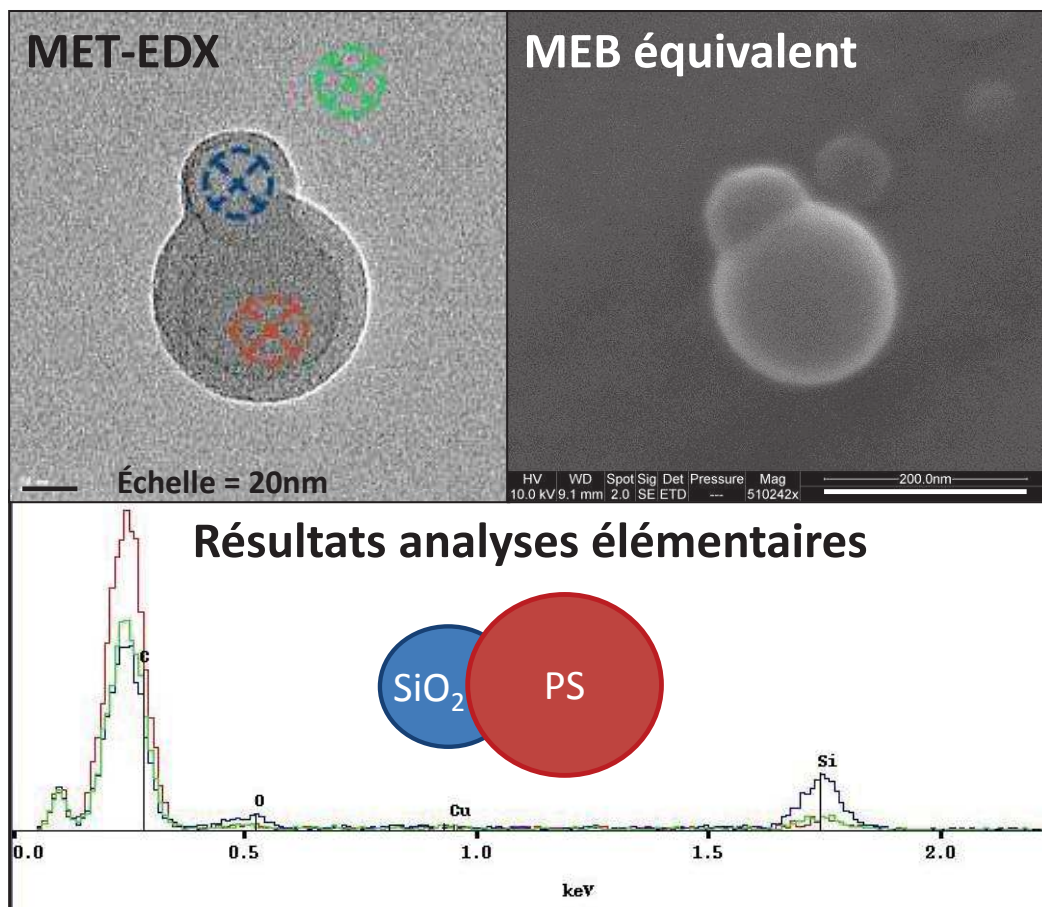 MET-EDX
Échelle = 20nm
MEB équivalent
HV WD Spot Sig Det Pressure Mag
10.0 kV 9.1 mm 2.0 SE ETD --- 510242x
200.0nm
Résultats analyses élémentaires
SiO₂
PS
C
O
Cu
Si
0.0 0.5 1.0 1.5 2.0
keV